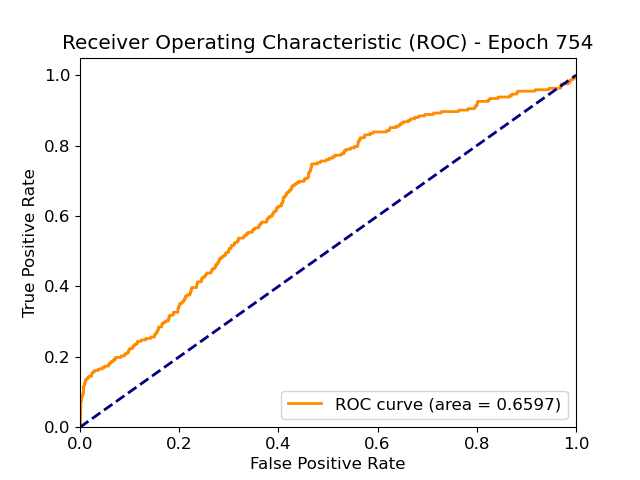 Receiver Operating Characteristic (ROC) - Epoch 754
True Positive Rate
1.0
0.8
0.6
0.4
0.2
0.0
ROC curve (area = 0.6597)
0.0 0.2 0.4 0.6 0.8 1.0
False Positive Rate